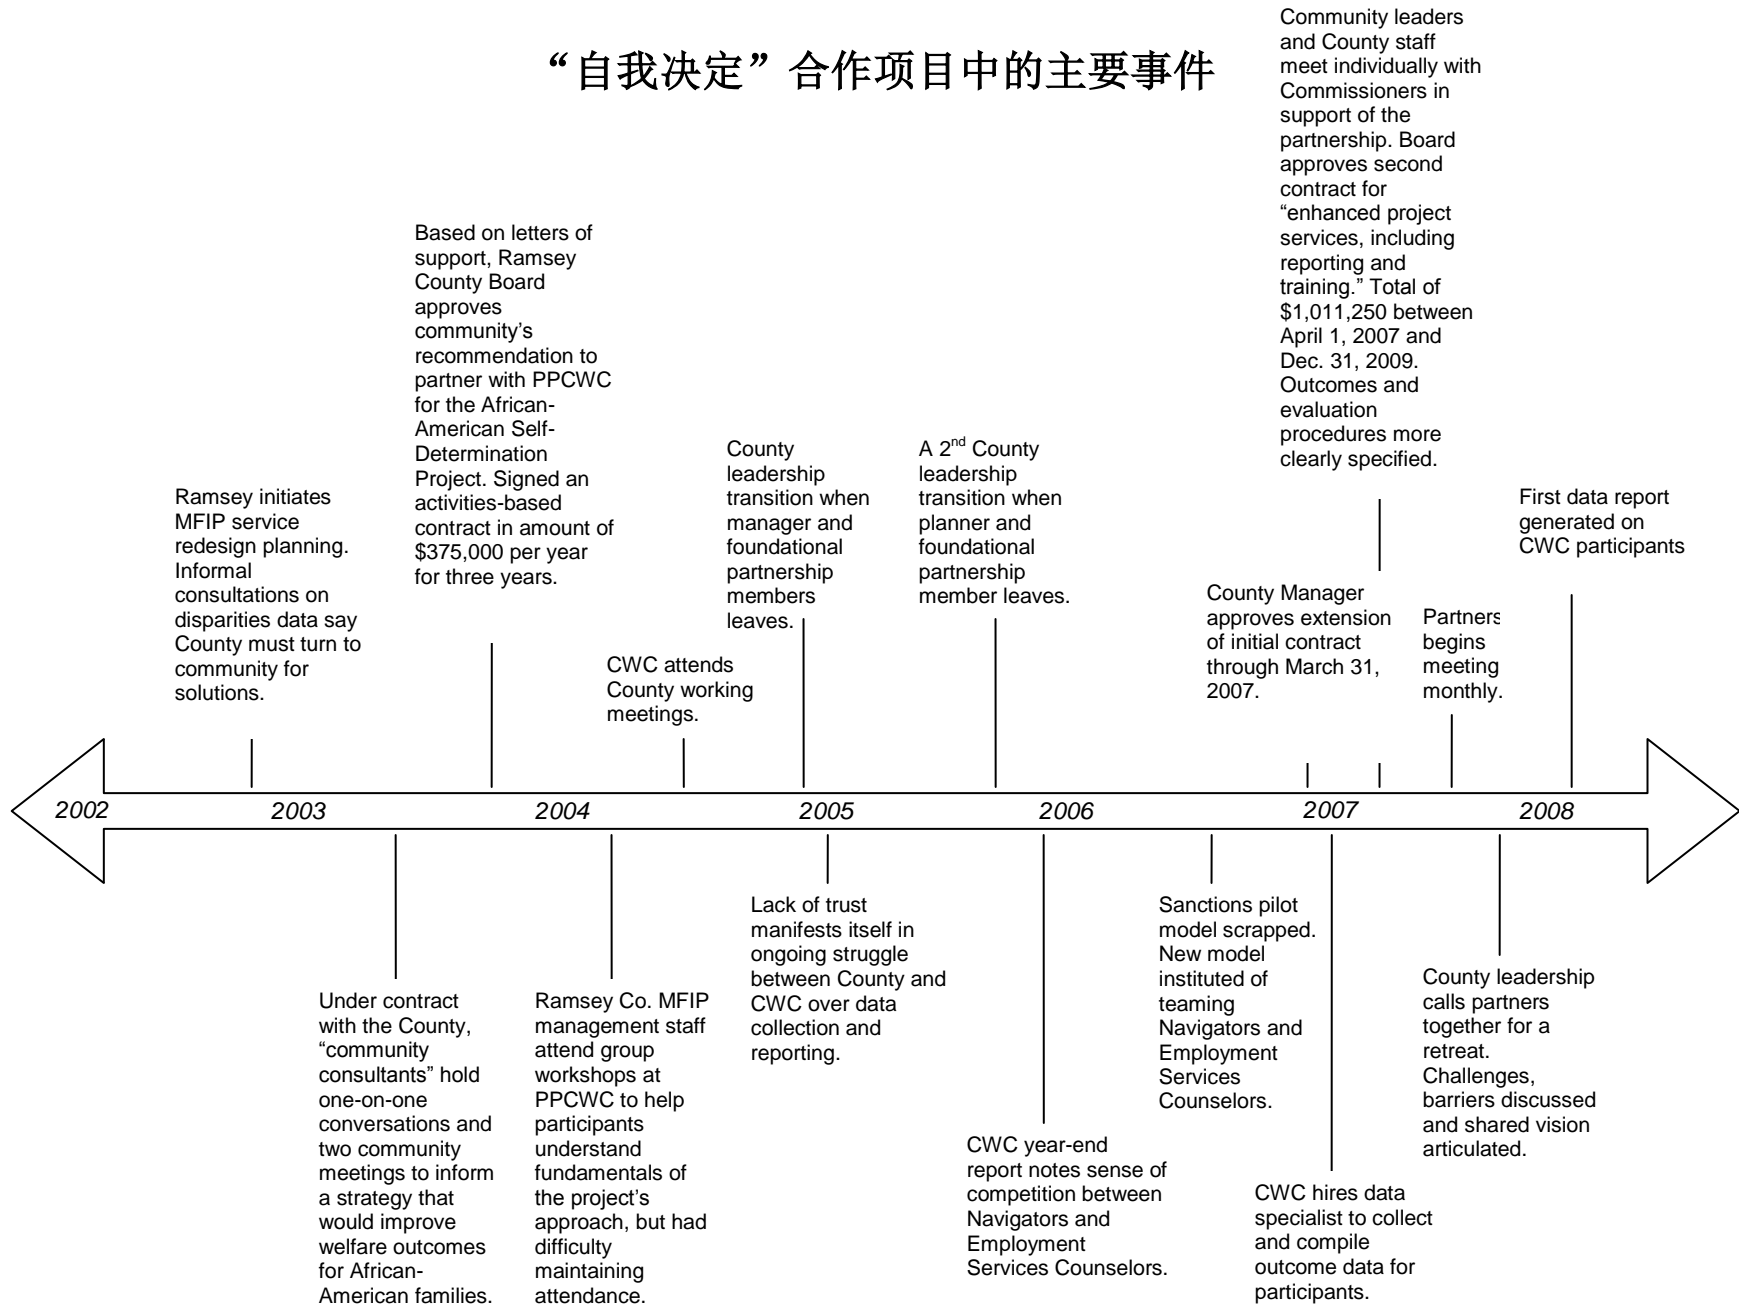 “自我决定”合作项目中的主要事件
Community leaders
and County staff
meet individually with
Commissioners in
support of the
partnership. Board
approves second
contract for
“enhanced project
services, including
reporting and
training.” Total of
$1,011,250 between
April 1, 2007 and
Dec. 31, 2009.
Outcomes and
evaluation
procedures more
clearly specified.
Based on letters of
support, Ramsey
County Board
approves
community’s
recommendation to
partner with PPCWC
for the African-
American Self-
Determination
Project. Signed an
activities-based
contract in amount of
$375,000 per year
for three years.
County
leadership
transition when
manager and
foundational
partnership
members
leaves.
A 2nd County
leadership
transition when
planner and
foundational
partnership
member leaves.
Ramsey initiates
MFIP service
redesign planning.
Informal
consultations on
disparities data say
County must turn to
community for
solutions.
First data report
generated on
CWC participants
County Manager
approves extension
of initial contract
through March 31,
2007.
Partners
begins
meeting
monthly.
CWC attends
County working
meetings.
2002 2003 2004 2005 2006 2007 2008
Under contract
with the County,
“community
consultants” hold
one-on-one
conversations and
two community
meetings to inform
a strategy that
would improve
welfare outcomes
for African-
American families.
Ramsey Co. MFIP
management staff
attend group
workshops at
PPCWC to help
participants
understand
fundamentals of
the project’s
approach, but had
difficulty
maintaining
attendance.
Lack of trust
manifests itself in
ongoing struggle
between County and
CWC over data
collection and
reporting.
CWC year-end
report notes sense of
competition between
Navigators and
Employment
Services Counselors.
Sanctions pilot
model scrapped.
New model
instituted of
teaming
Navigators and
Employment
Services
Counselors.
CWC hires data
specialist to collect
and compile
outcome data for
participants.
County leadership
calls partners
together for a
retreat.
Challenges,
barriers discussed
and shared vision
articulated.